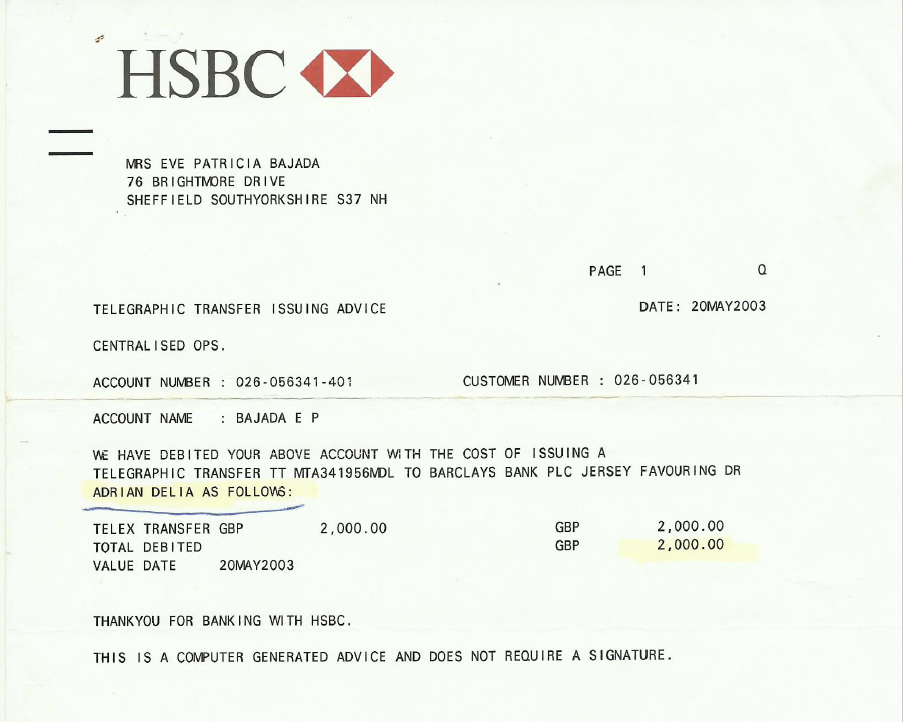 HSBC
MRS EVE PATRICIA BAJADA
76 BRIGHTMORE DRIVE
SHEFFIELD SOUTHYORKSHIRE S37 NH
PAGE 1 Q
TELEGRAPHIC TRANSFER ISSUING ADVICE DATE: 20MAY2003
CENTRALISED OPS.
ACCOUNT NUMBER : 026-056341-401 CUSTOMER NUMBER : 026-056341
ACCOUNT NAME : BAJADA E P
WE HAVE DEBITED YOUR ABOVE ACCOUNT WITH THE COST OF ISSUING A
TELEGRAPHIC TRANSFER TT MTA341956MDL TO BARCLAYS BANK PLC JERSEY FAVOURING DR
ADRIAN DELIA AS FOLLOWS:
TELEX TRANSFER GBP 2,000.00 GBP 2,000.00
TOTAL DEBITED GBP 2,000.00
VALUE DATE 20MAY2003
THANKYOU FOR BANKING WITH HSBC.
THIS IS A COMPUTER GENERATED ADVICE AND DOES NOT REQUIRE A SIGNATURE.